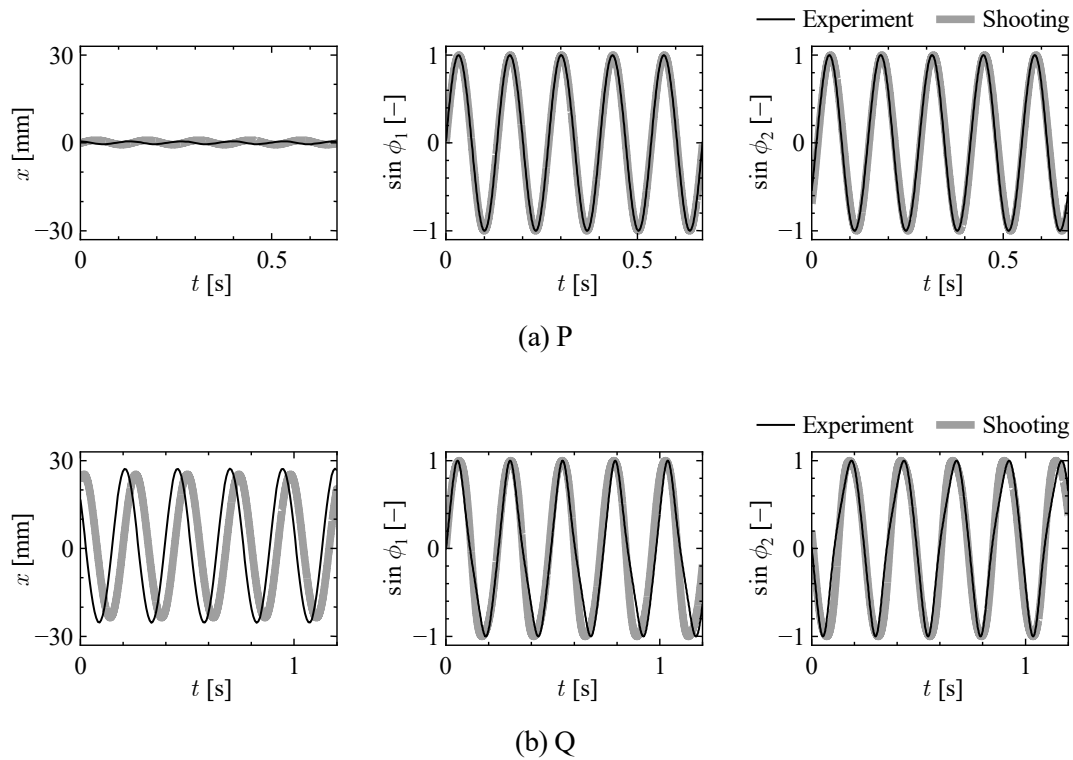 Experiment Shooting
30
0
−30
x [mm]
0 0.5
t [s]
1
0
−1
sin ϕ1 [−]
0 0.5
t [s]
1
0
−1
sin ϕ2 [−]
0 0.5
t [s]
(a) P
Experiment Shooting
30
0
−30
x [mm]
0 1
t [s]
1
0
−1
sin ϕ1 [−]
0 1
t [s]
1
0
−1
sin ϕ2 [−]
0 1
t [s]
(b) Q